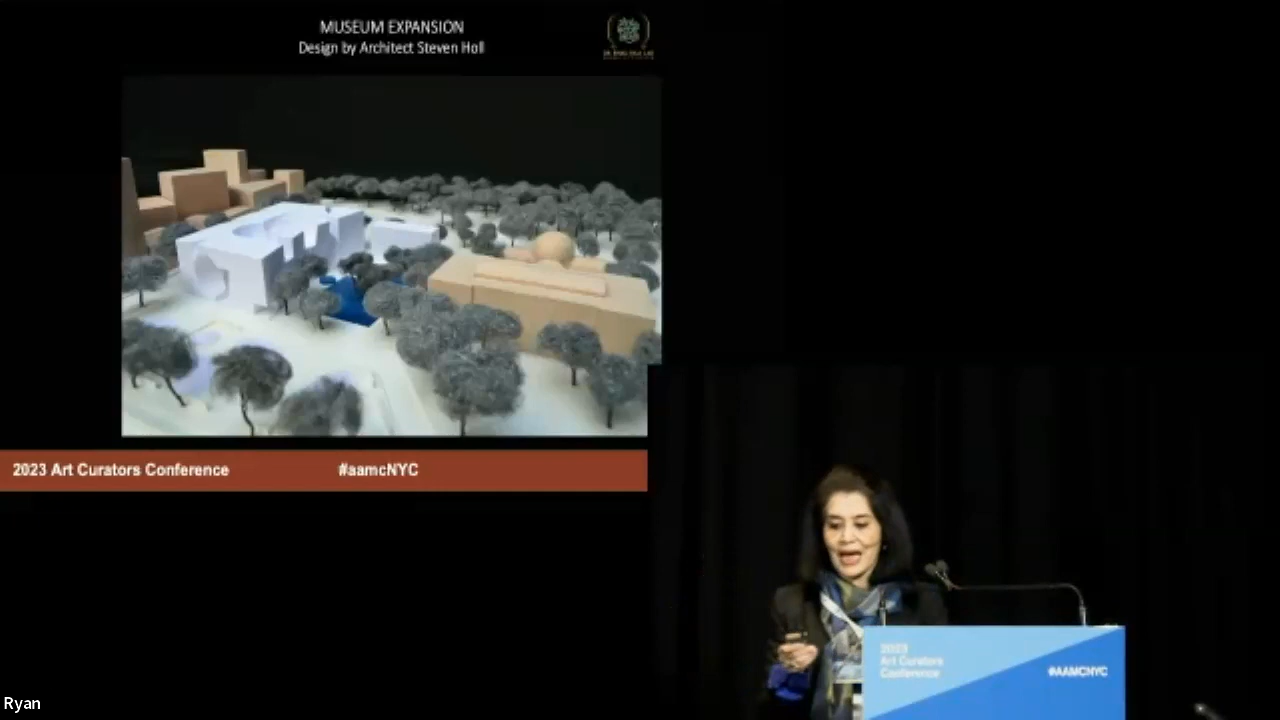 MUSEUM EXPANSION
Design by Architect Steven Holl
2023 Art Curators Conference
#aamcNYC
2023
Art Curators
Conference
#AAMCNYC
Ryan